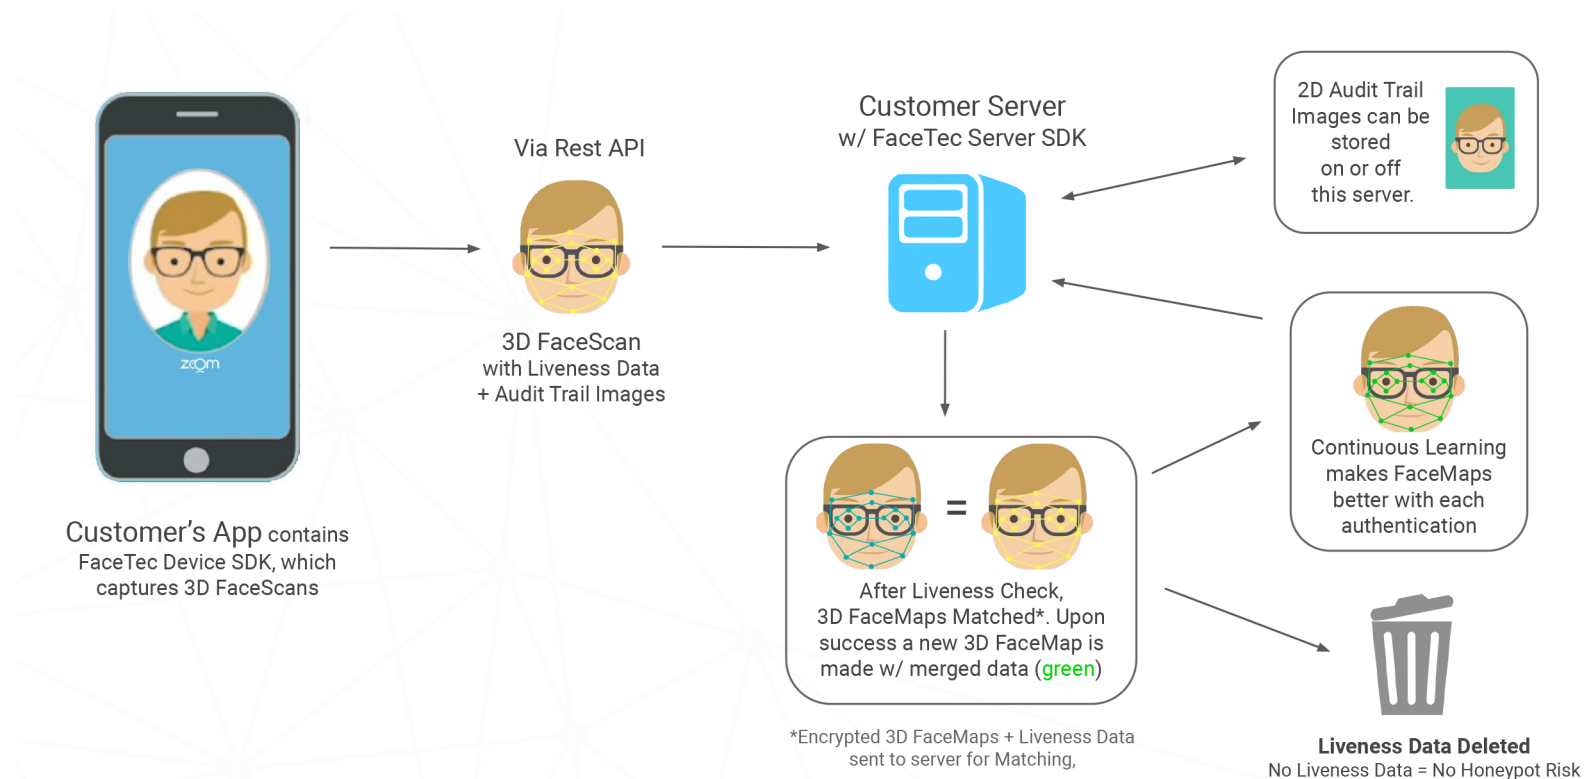 zoom
Customer's App contains
FaceTec Device SDK, which
captures 3D FaceScans
Via Rest API
3D FaceScan
with Liveness Data
+ Audit Trail Images
Customer Server
w/ FaceTec Server SDK
2D Audit Trail
Images can be
stored
on or off
this server.
=
After Liveness Check,
3D FaceMaps Matched*. Upon
success a new 3D FaceMap is
made w/ merged data (green)
*Encrypted 3D FaceMaps + Liveness Data
sent to server for Matching,
Continuous Learning
makes FaceMaps
better with each
authentication
Liveness Data Deleted
No Liveness Data = No Honeypot Risk